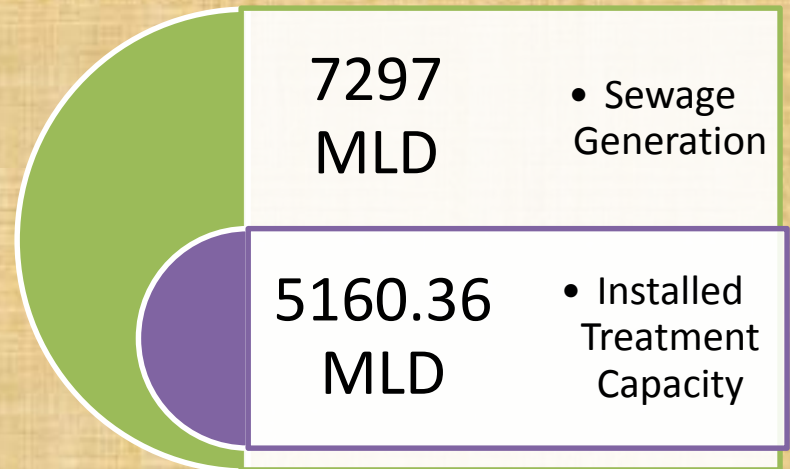 7297
MLD
• Sewage
Generation
5160.36
MLD
• Installed
Treatment
Capacity